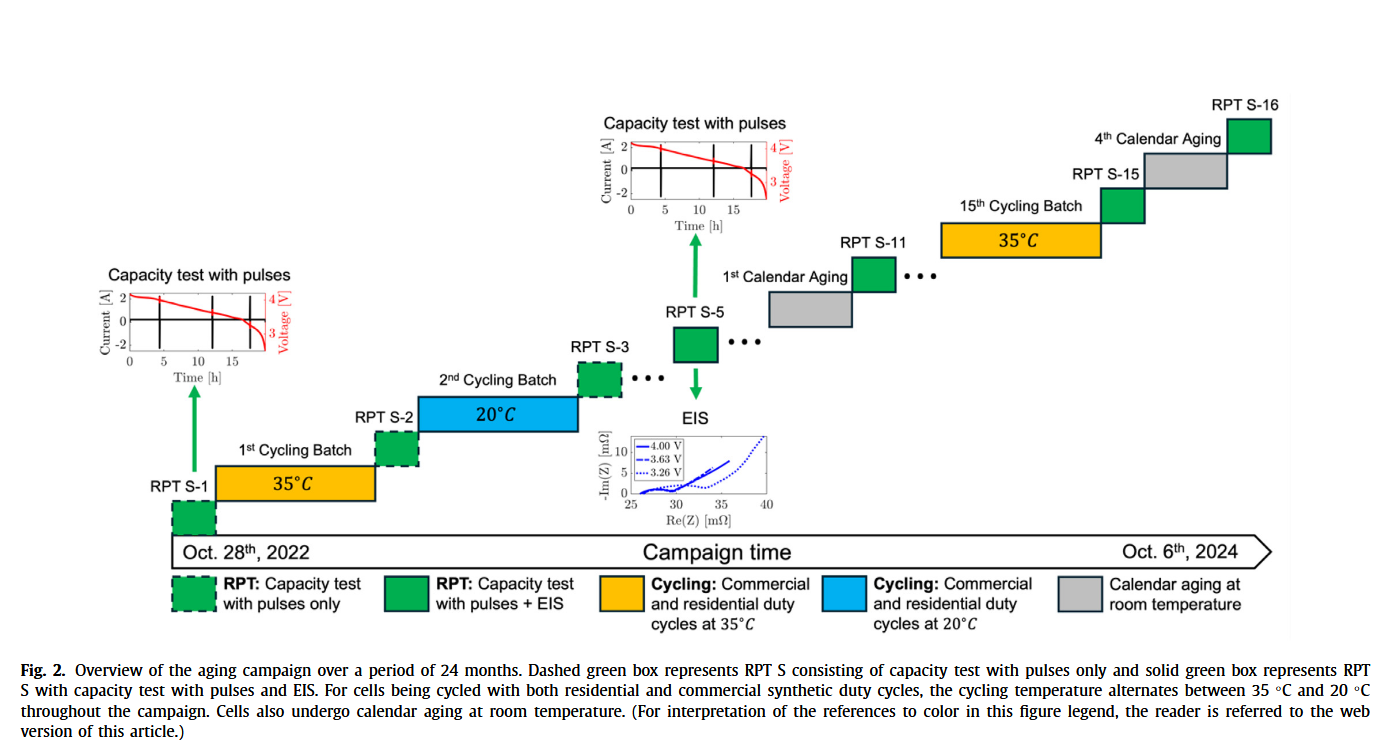 RPT S-16
4th Calendar Aging
RPT S-15
15th Cycling Batch
35°C
RPT S-11
1st Calendar Aging
Capacity test with pulses
Current [A]
2
0
-2
4
3
Voltage [V]
0 5 10 15
Time [h]
RPT S-5
EIS
-Im(Z) [mΩ]
10
5
0
4.00 V
3.63 V
3.26 V
25 30 35 40
Re(Z) [mΩ]
RPT S-3
2nd Cycling Batch
20°C
RPT S-2
1st Cycling Batch
35°C
Capacity test with pulses
Current [A]
2
0
-2
4
3
Voltage [V]
0 5 10 15
Time [h]
RPT S-1
Oct. 28th, 2022
Campaign time
Oct. 6th, 2024
RPT: Capacity test
with pulses only
RPT: Capacity test
with pulses + EIS
Cycling: Commercial
and residential duty
cycles at 35°C
Cycling: Commercial
and residential duty
cycles at 20°C
Calendar aging at
room temperature
Fig. 2. Overview of the aging campaign over a period of 24 months. Dashed green box represents RPT S consisting of capacity test with pulses only and solid green box represents RPT
S with capacity test with pulses and EIS. For cells being cycled with both residential and commercial synthetic duty cycles, the cycling temperature alternates between 35 °C and 20 °C
throughout the campaign. Cells also undergo calendar aging at room temperature. (For interpretation of the references to color in this figure legend, the reader is referred to the web
version of this article.)